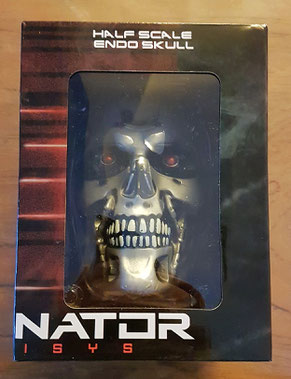 HALF SCALE
ENDO SKULL
NATOR
ISYS